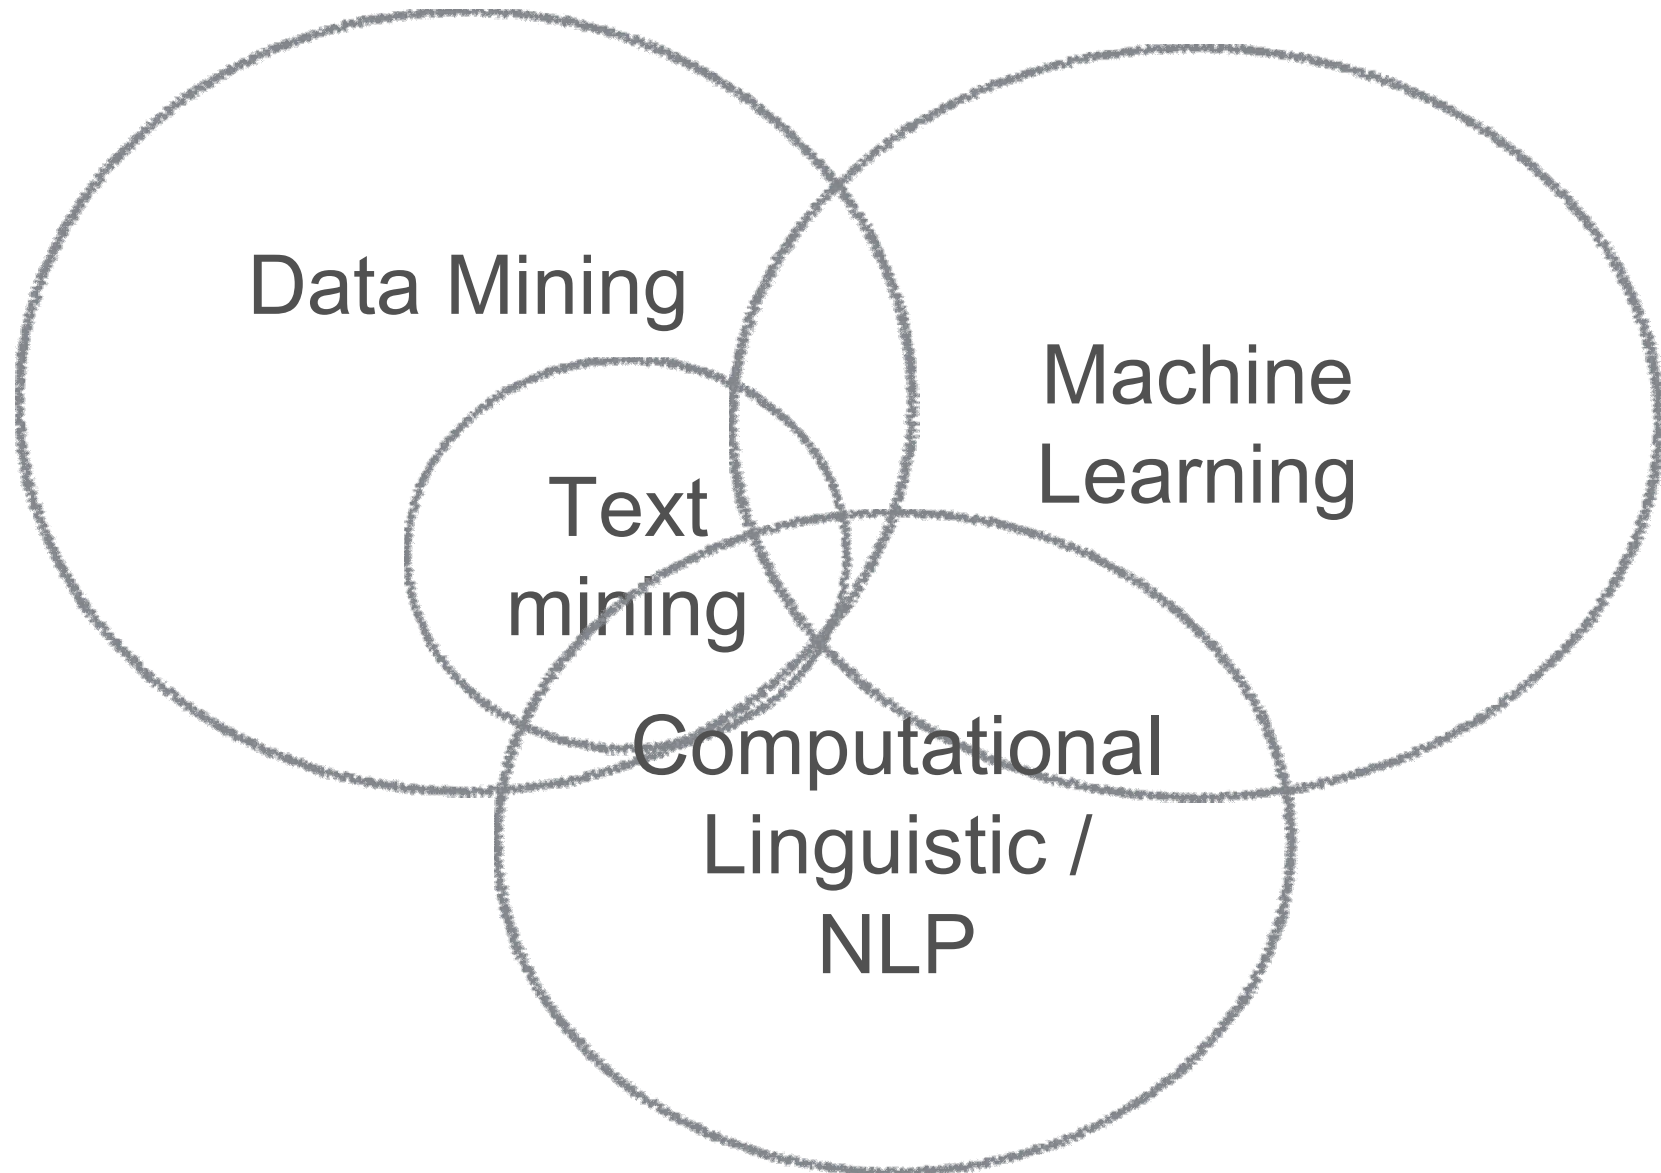 Data Mining
Machine
Learning
Text
mining
Computational
Linguistic /
NLP